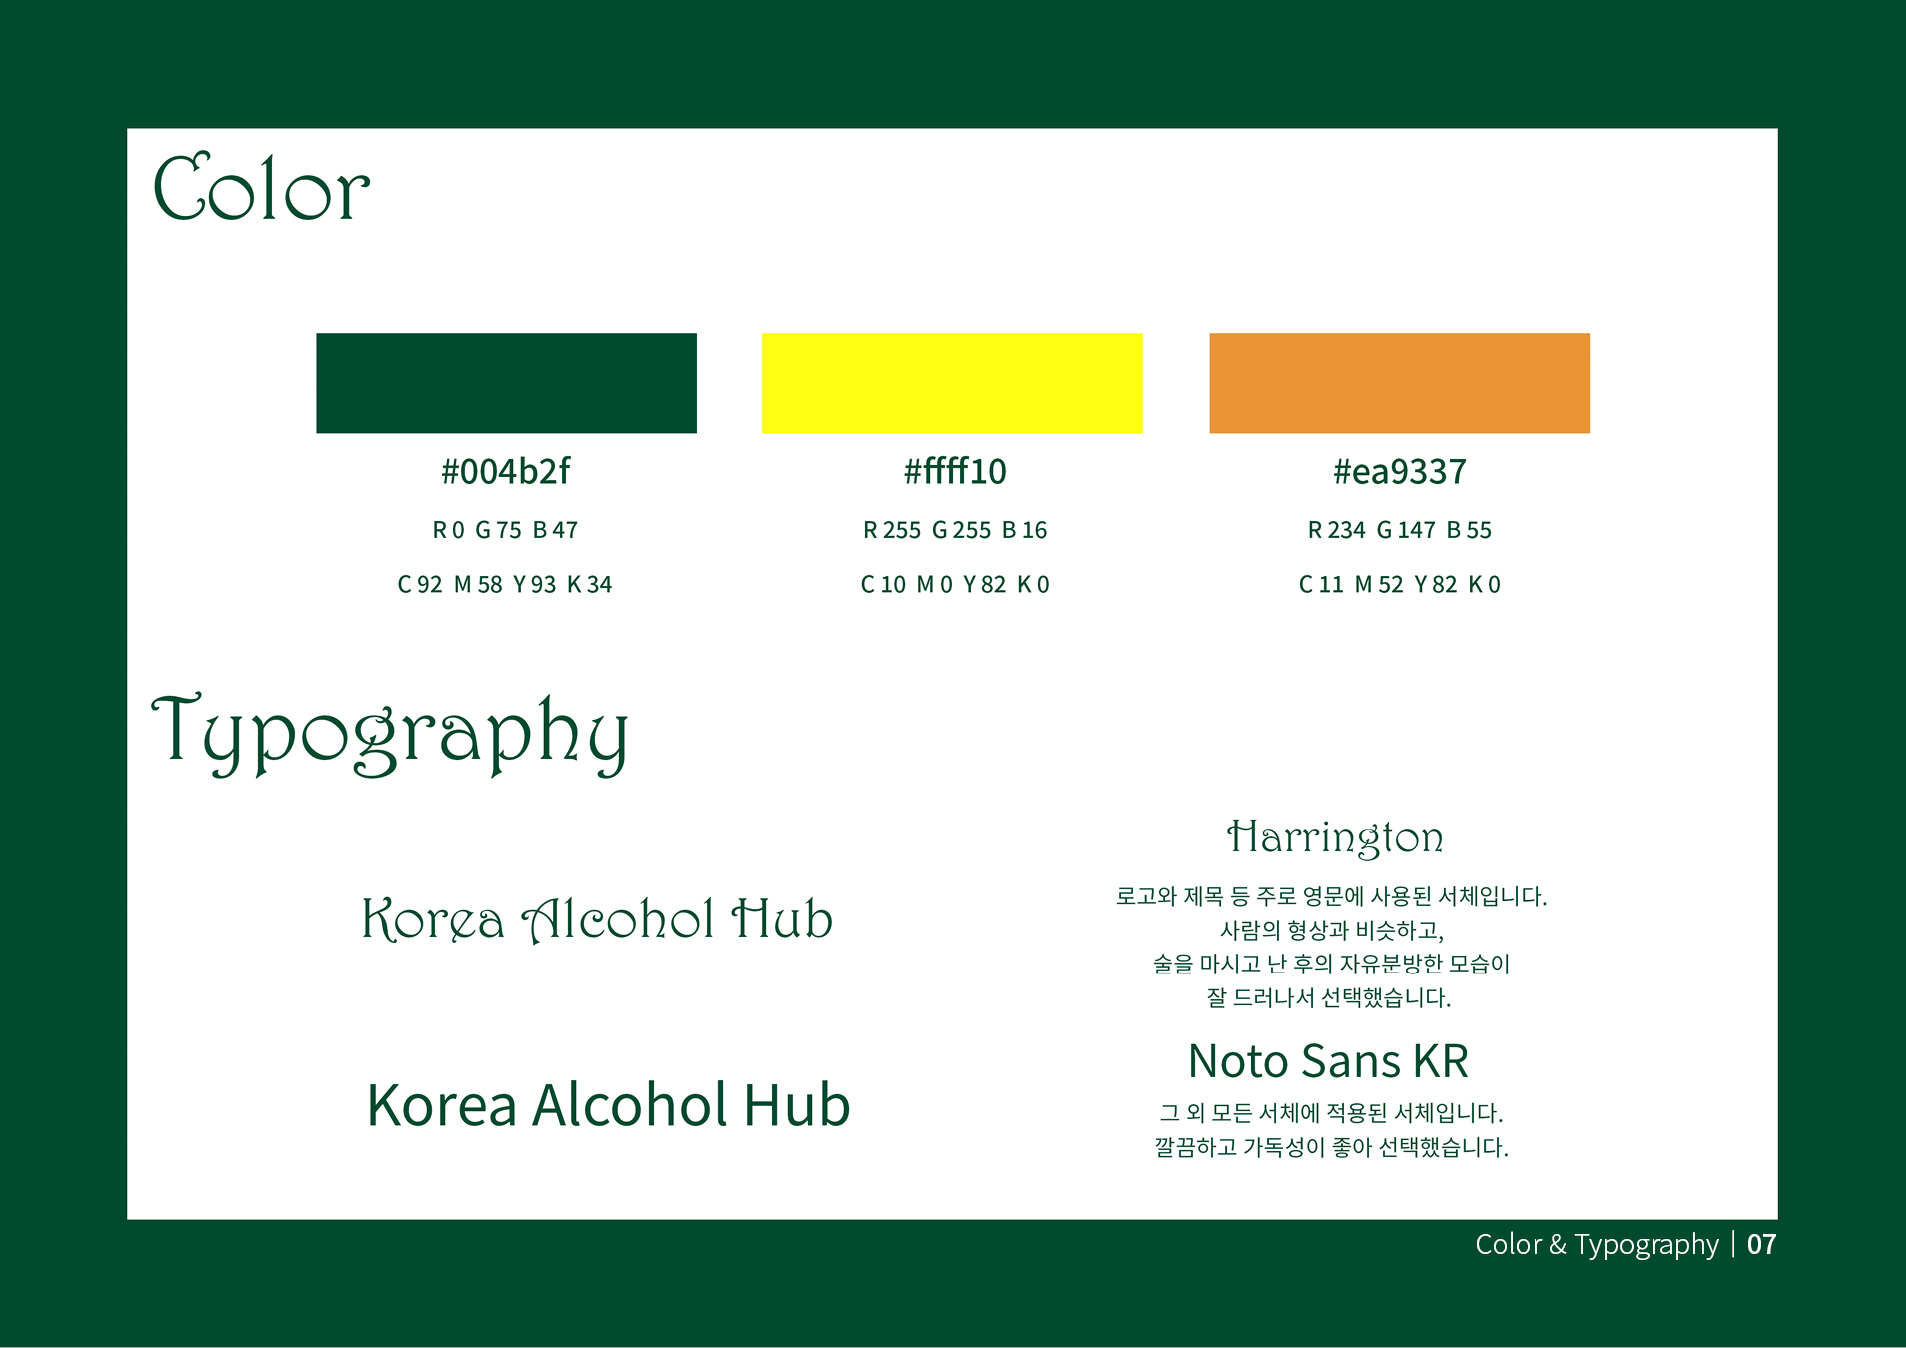 Color
#004b2f
R 0 G 75 B 47
C 92 M 58 Y 93 K 34
#ffff10
R 255 G 255 B 16
C 10 M 0 Y 82 K 0
#ea9337
R 234 G 147 B 55
C 11 M 52 Y 82 K 0
Typography
Korea Alcohol Hub
Harrington
로고와 제목 등 주로 영문에 사용된 서체입니다.
사람의 형상과 비슷하고,
술을 마시고 난 후의 자유분방한 모습이
잘 드러나서 선택했습니다.
Korea Alcohol Hub
Noto Sans KR
그 외 모든 서체에 적용된 서체입니다.
깔끔하고 가독성이 좋아 선택했습니다.
Color & Typography | 07